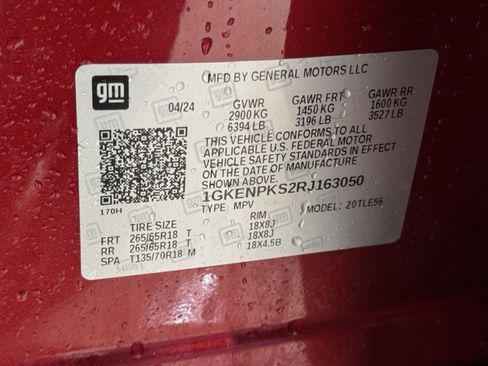 MFD BY GENERAL MOTORS LLC
gm
04/24 GVWR GAWR FRT GAWR RR
2900 KG 1450 KG 1600 KG
6394 LB 3196 LB 3527 LB
THIS VEHICLE CONFORMS TO ALL
APPLICABLE U.S. FEDERAL MOTOR
VEHICLE SAFETY STANDARDS IN EFFECT
ON THE DATE OF MANUFACTURE
SHOWN ABOVE.
1GKENPKS2RJ163050
170H TYPE: MPV MODEL: 20TLE56
TIRE SIZE RIM
FRT 265/65R18 T 18X8J
RR 265/65R18 T 18X8J
SPA T135/70R18 M 18X4.5B